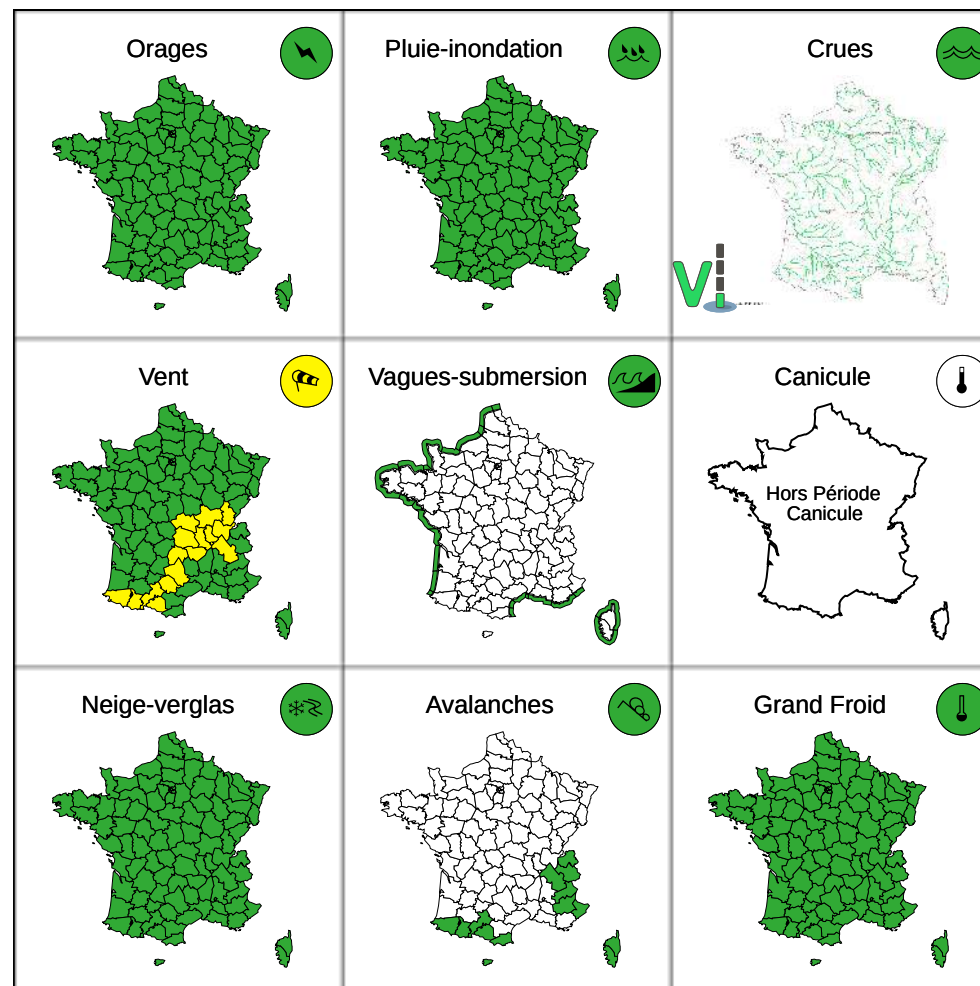 Orages
Pluie-inondation
Crues
Vent
Vagues-submersion
Canicule
Hors Période
Canicule
Neige-verglas
Avalanches
Grand Froid